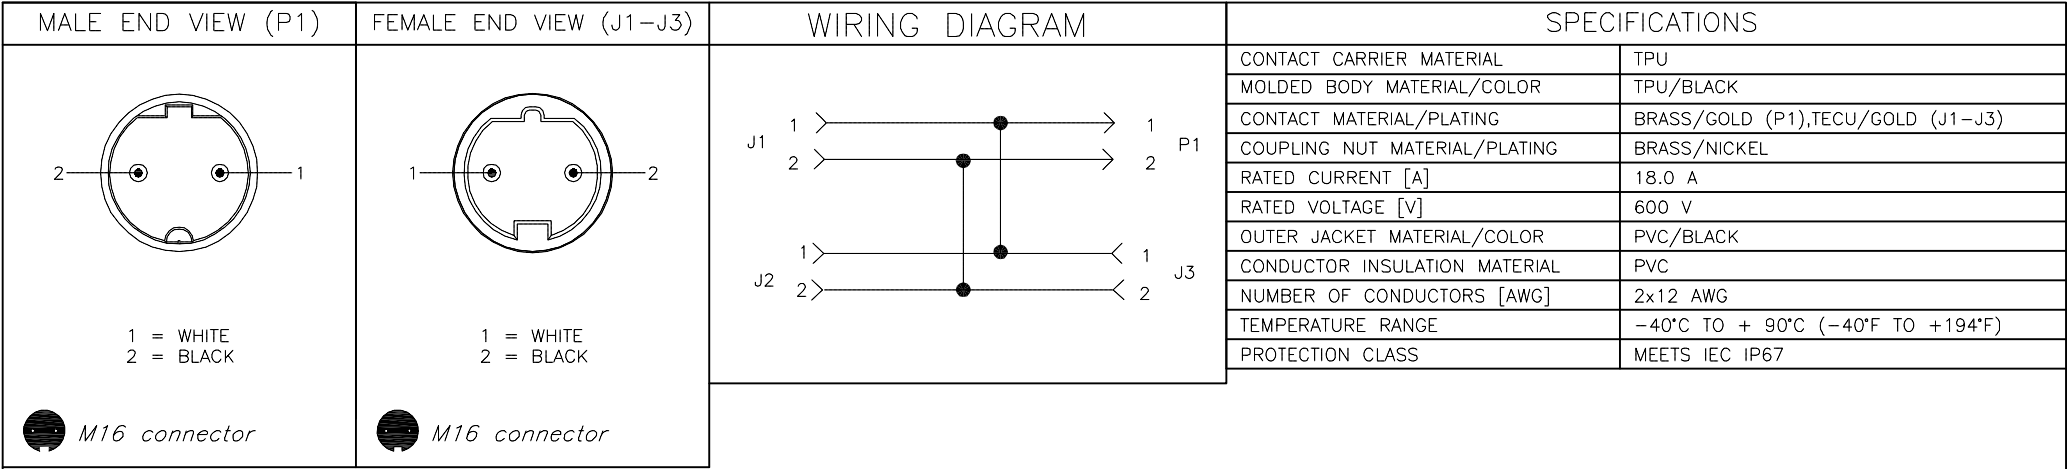 MALE END VIEW (P1)
2
1
1 = WHITE
2 = BLACK
M16 connector
FEMALE END VIEW (J1-J3)
1
2
1 = WHITE
2 = BLACK
M16 connector
WIRING DIAGRAM
J1
1
2
1
2
P1
J2
1
2
1
2
J3
SPECIFICATIONS
CONTACT CARRIER MATERIAL TPU
MOLDED BODY MATERIAL/COLOR TPU/BLACK
CONTACT MATERIAL/PLATING BRASS/GOLD (P1),TECU/GOLD (J1-J3)
COUPLING NUT MATERIAL/PLATING BRASS/NICKEL
RATED CURRENT [A] 18.0 A
RATED VOLTAGE [V] 600 V
OUTER JACKET MATERIAL/COLOR PVC/BLACK
CONDUCTOR INSULATION MATERIAL PVC
NUMBER OF CONDUCTORS [AWG] 2x12 AWG
TEMPERATURE RANGE -40°C TO + 90°C (-40°F TO +194°F)
PROTECTION CLASS MEETS IEC IP67